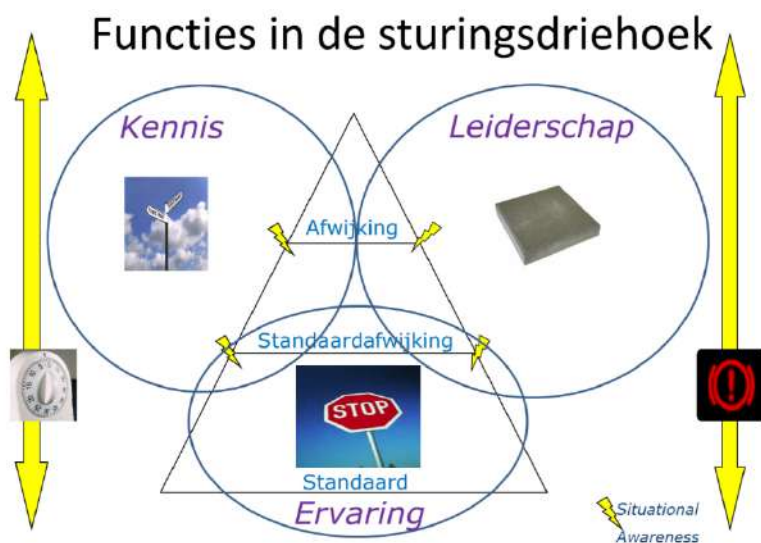 Functies in de sturingsdriehoek
Kennis
Leiderschap
Afwijking
Standaardafwijking
STOP
Standaard
Ervaring
Situational
Awareness